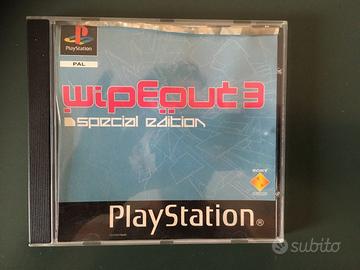 PlayStation
PAL
wipEout 3
special edition
SONY
PlayStation®
subito